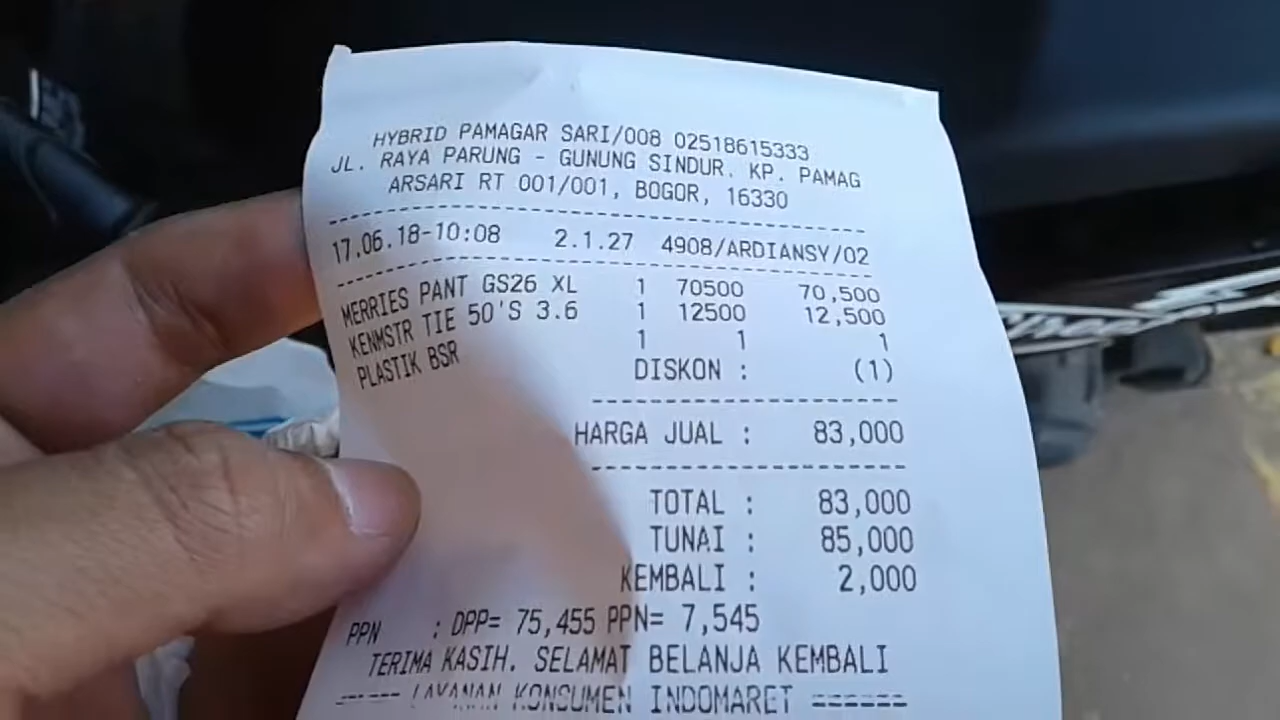 HYBRID PAMAGAR SARI/008 02518615333
JL. RAYA PARUNG - GUNUNG SINDUR. KP. PAMAG
ARSARI RT 001/001, BOGOR, 16330
17.06.18-10:08 2.1.27 4908/ARDIANSY/02
MERRIES PANT GS26 XL 1 70500 70,500
KENMSTR TIE 50'S 3.6 1 12500 12,500
PLASTIK BSR 1 1 1
DISKON : (1)
HARGA JUAL : 83,000
TOTAL : 83,000
TUNAI : 85,000
KEMBALI : 2,000
PPN : DPP= 75,455 PPN= 7,545
TERIMA KASIH. SELAMAT BELANJA KEMBALI
------ LAYANAN KONSUMEN INDOMARET ------